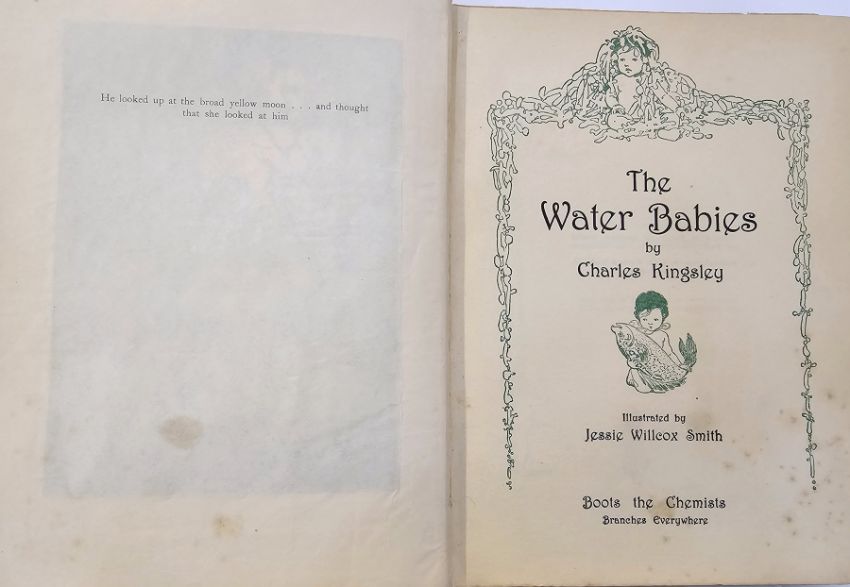 He looked up at the broad yellow moon . . . and thought
that she looked at him
The
Water Babies
by
Charles Kingsley
Illustrated by
Jessie Willcox Smith
Boots the Chemists
Branches Everywhere